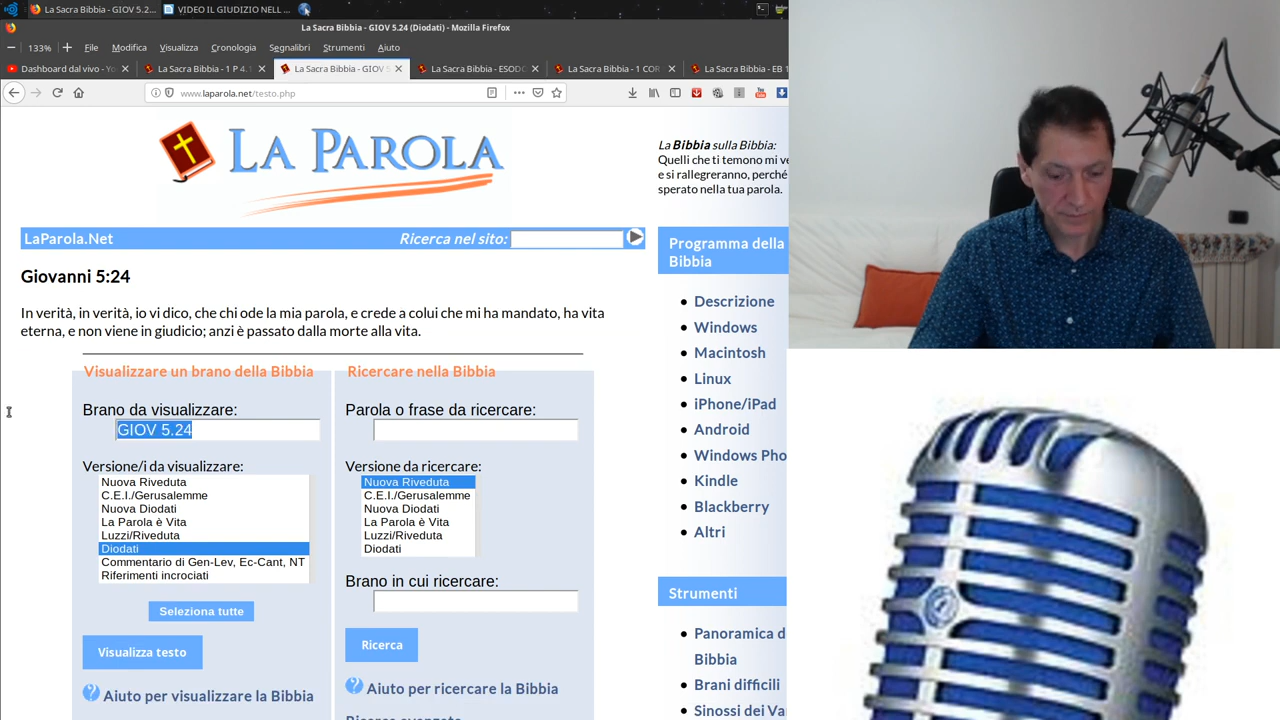 La Sacra Bibbia - GIOV 5.2...
VIDEO IL GIUDIZIO NELL ...
La Sacra Bibbia - GIOV 5.24 (Diodati) - Mozilla Firefox
133%
File
Modifica
Visualizza
Cronologia
Segnalibri
Strumenti
Aiuto
Dashboard dal vivo - Yo
La Sacra Bibbia - 1 P 4.1
La Sacra Bibbia - GIOV 5
La Sacra Bibbia - ESODO
La Sacra Bibbia - 1 COR
La Sacra Bibbia - EB 1
www.laparola.net/testo.php
LA PAROLA
La Bibbia sulla Bibbia:
Quelli che ti temono mi ve
e si rallegreranno, perché
sperato nella tua parola.
LaParola.Net
Ricerca nel sito:
Giovanni 5:24
In verità, in verità, io vi dico, che chi ode la mia parola, e crede a colui che mi ha mandato, ha vita
eterna, e non viene in giudicio; anzi è passato dalla morte alla vita.
Visualizzare un brano della Bibbia
Brano da visualizzare:
GIOV 5.24
Versione/i da visualizzare:
Nuova Riveduta
C.E.I./Gerusalemme
Nuova Diodati
La Parola è Vita
Luzzi/Riveduta
Diodati
Commentario di Gen-Lev, Ec-Cant, NT
Riferimenti incrociati
Seleziona tutte
Visualizza testo
Aiuto per visualizzare la Bibbia
Ricercare nella Bibbia
Parola o frase da ricercare:
Versione da ricercare:
Nuova Riveduta
C.E.I./Gerusalemme
Nuova Diodati
La Parola è Vita
Luzzi/Riveduta
Diodati
Brano in cui ricercare:
Ricerca
Aiuto per ricercare la Bibbia
Programma della
Bibbia
Descrizione
Windows
Macintosh
Linux
iPhone/iPad
Android
Windows Pho
Kindle
Blackberry
Altri
Strumenti
Panoramica d
Bibbia
Brani difficili
Sinossi dei Va